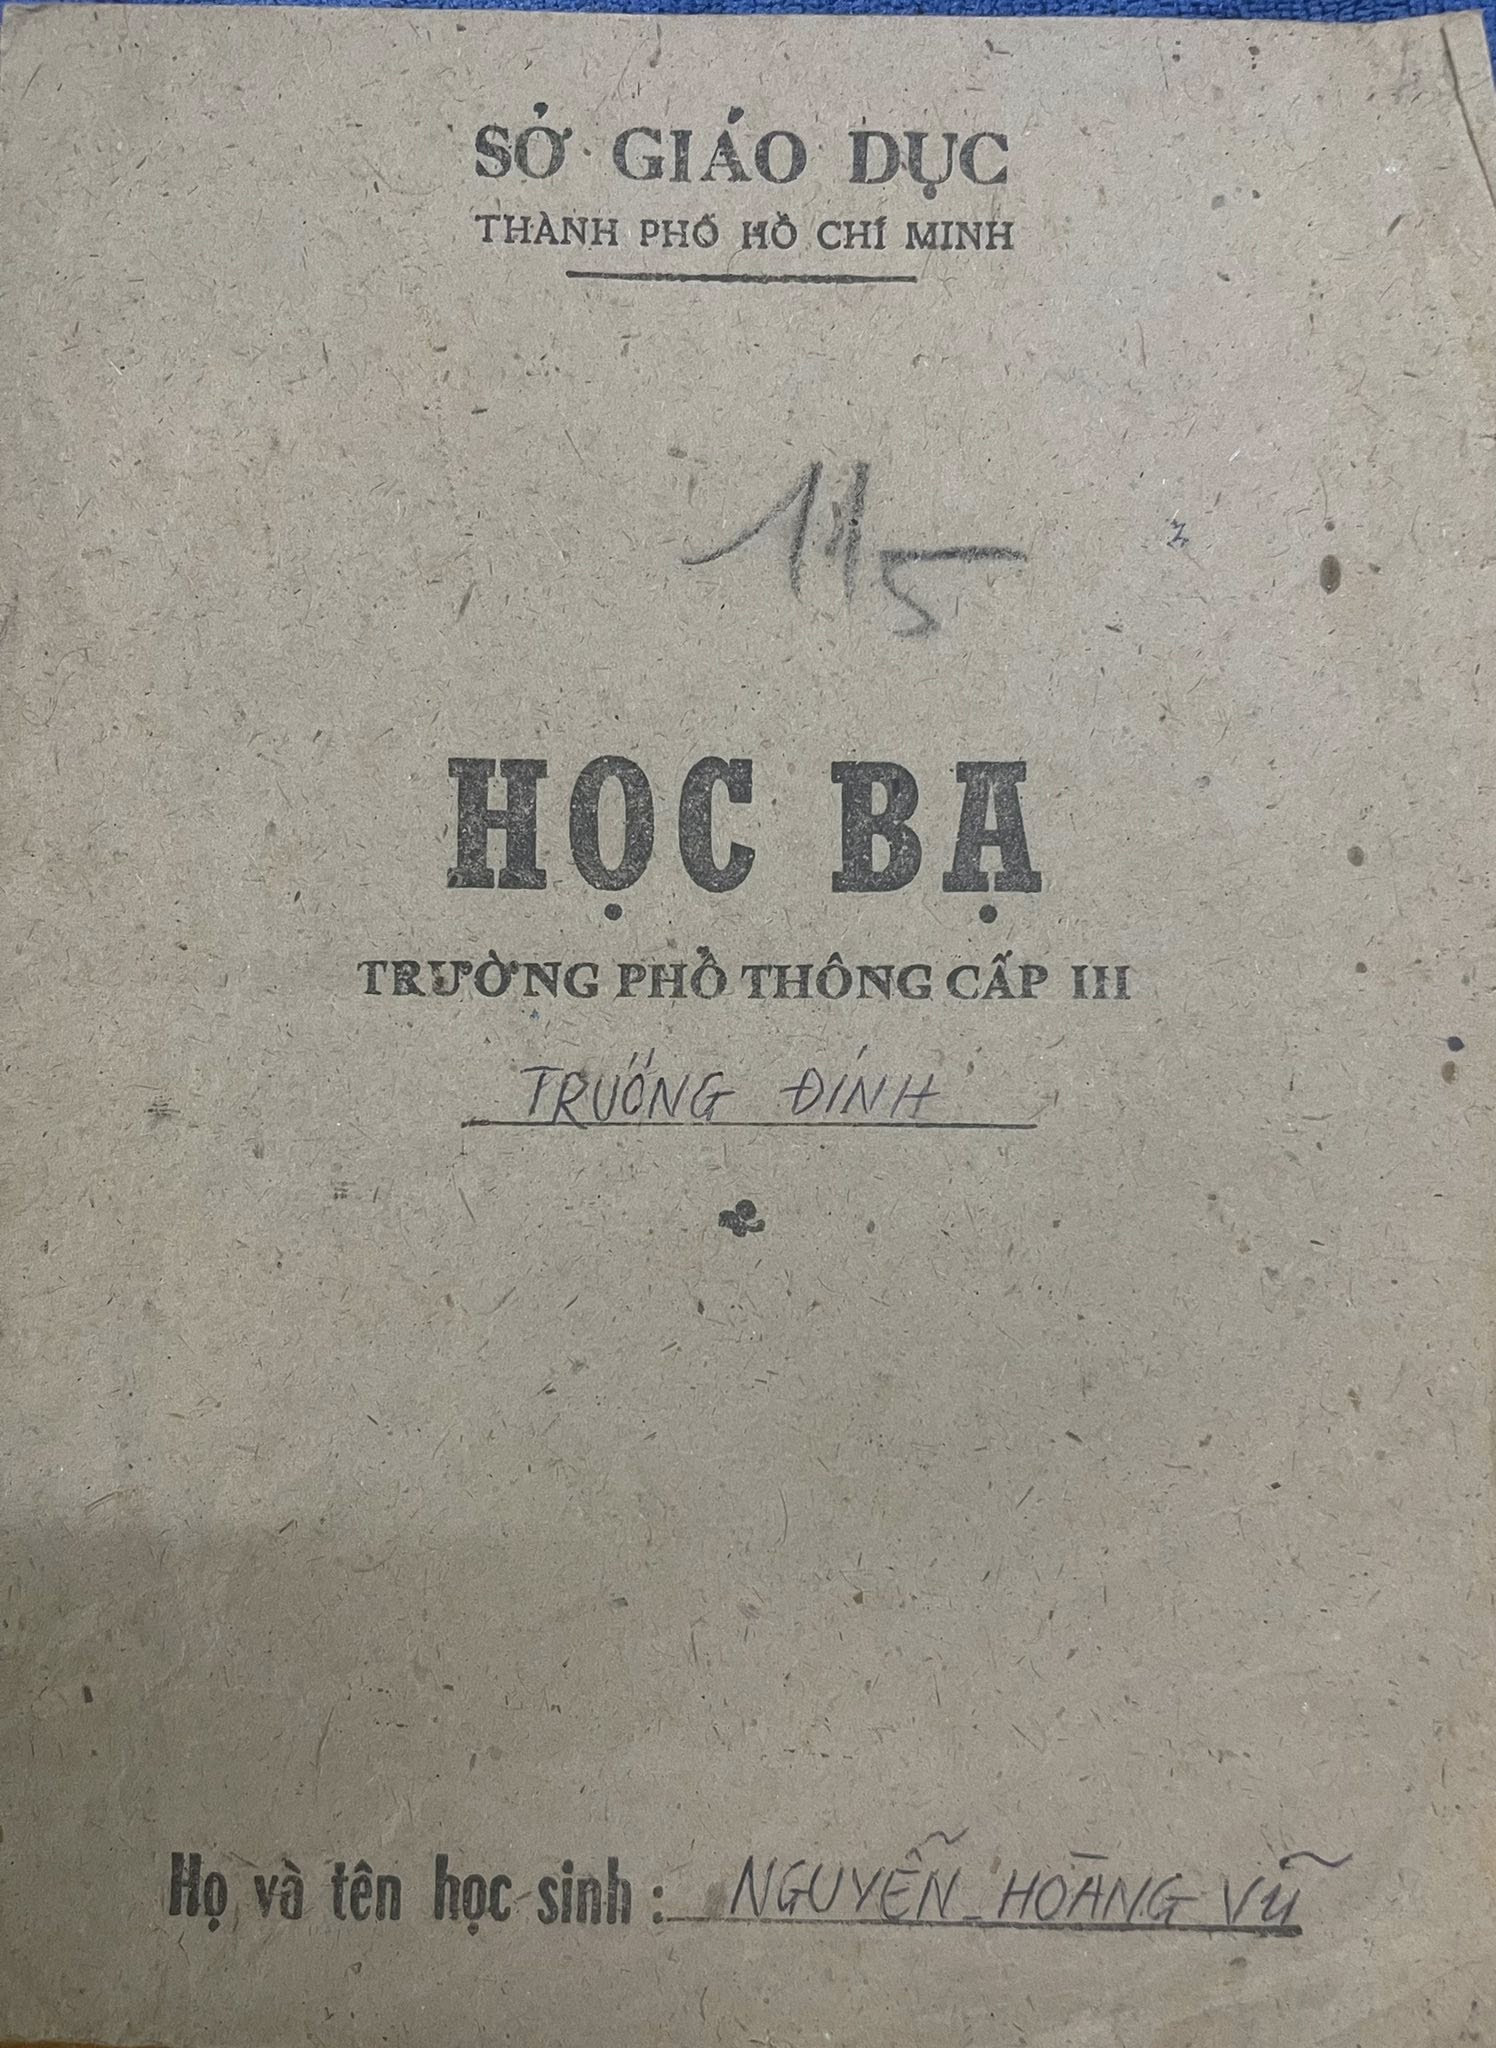 SỞ GIÁO DỤC
THÀNH PHỐ HỒ CHÍ MINH
11 5
HỌC BẠ
TRƯỜNG PHỔ THÔNG CẤP III
TRƯƠNG ĐỊNH
Họ và tên học sinh : NGUYỄN HOÀNG VŨ